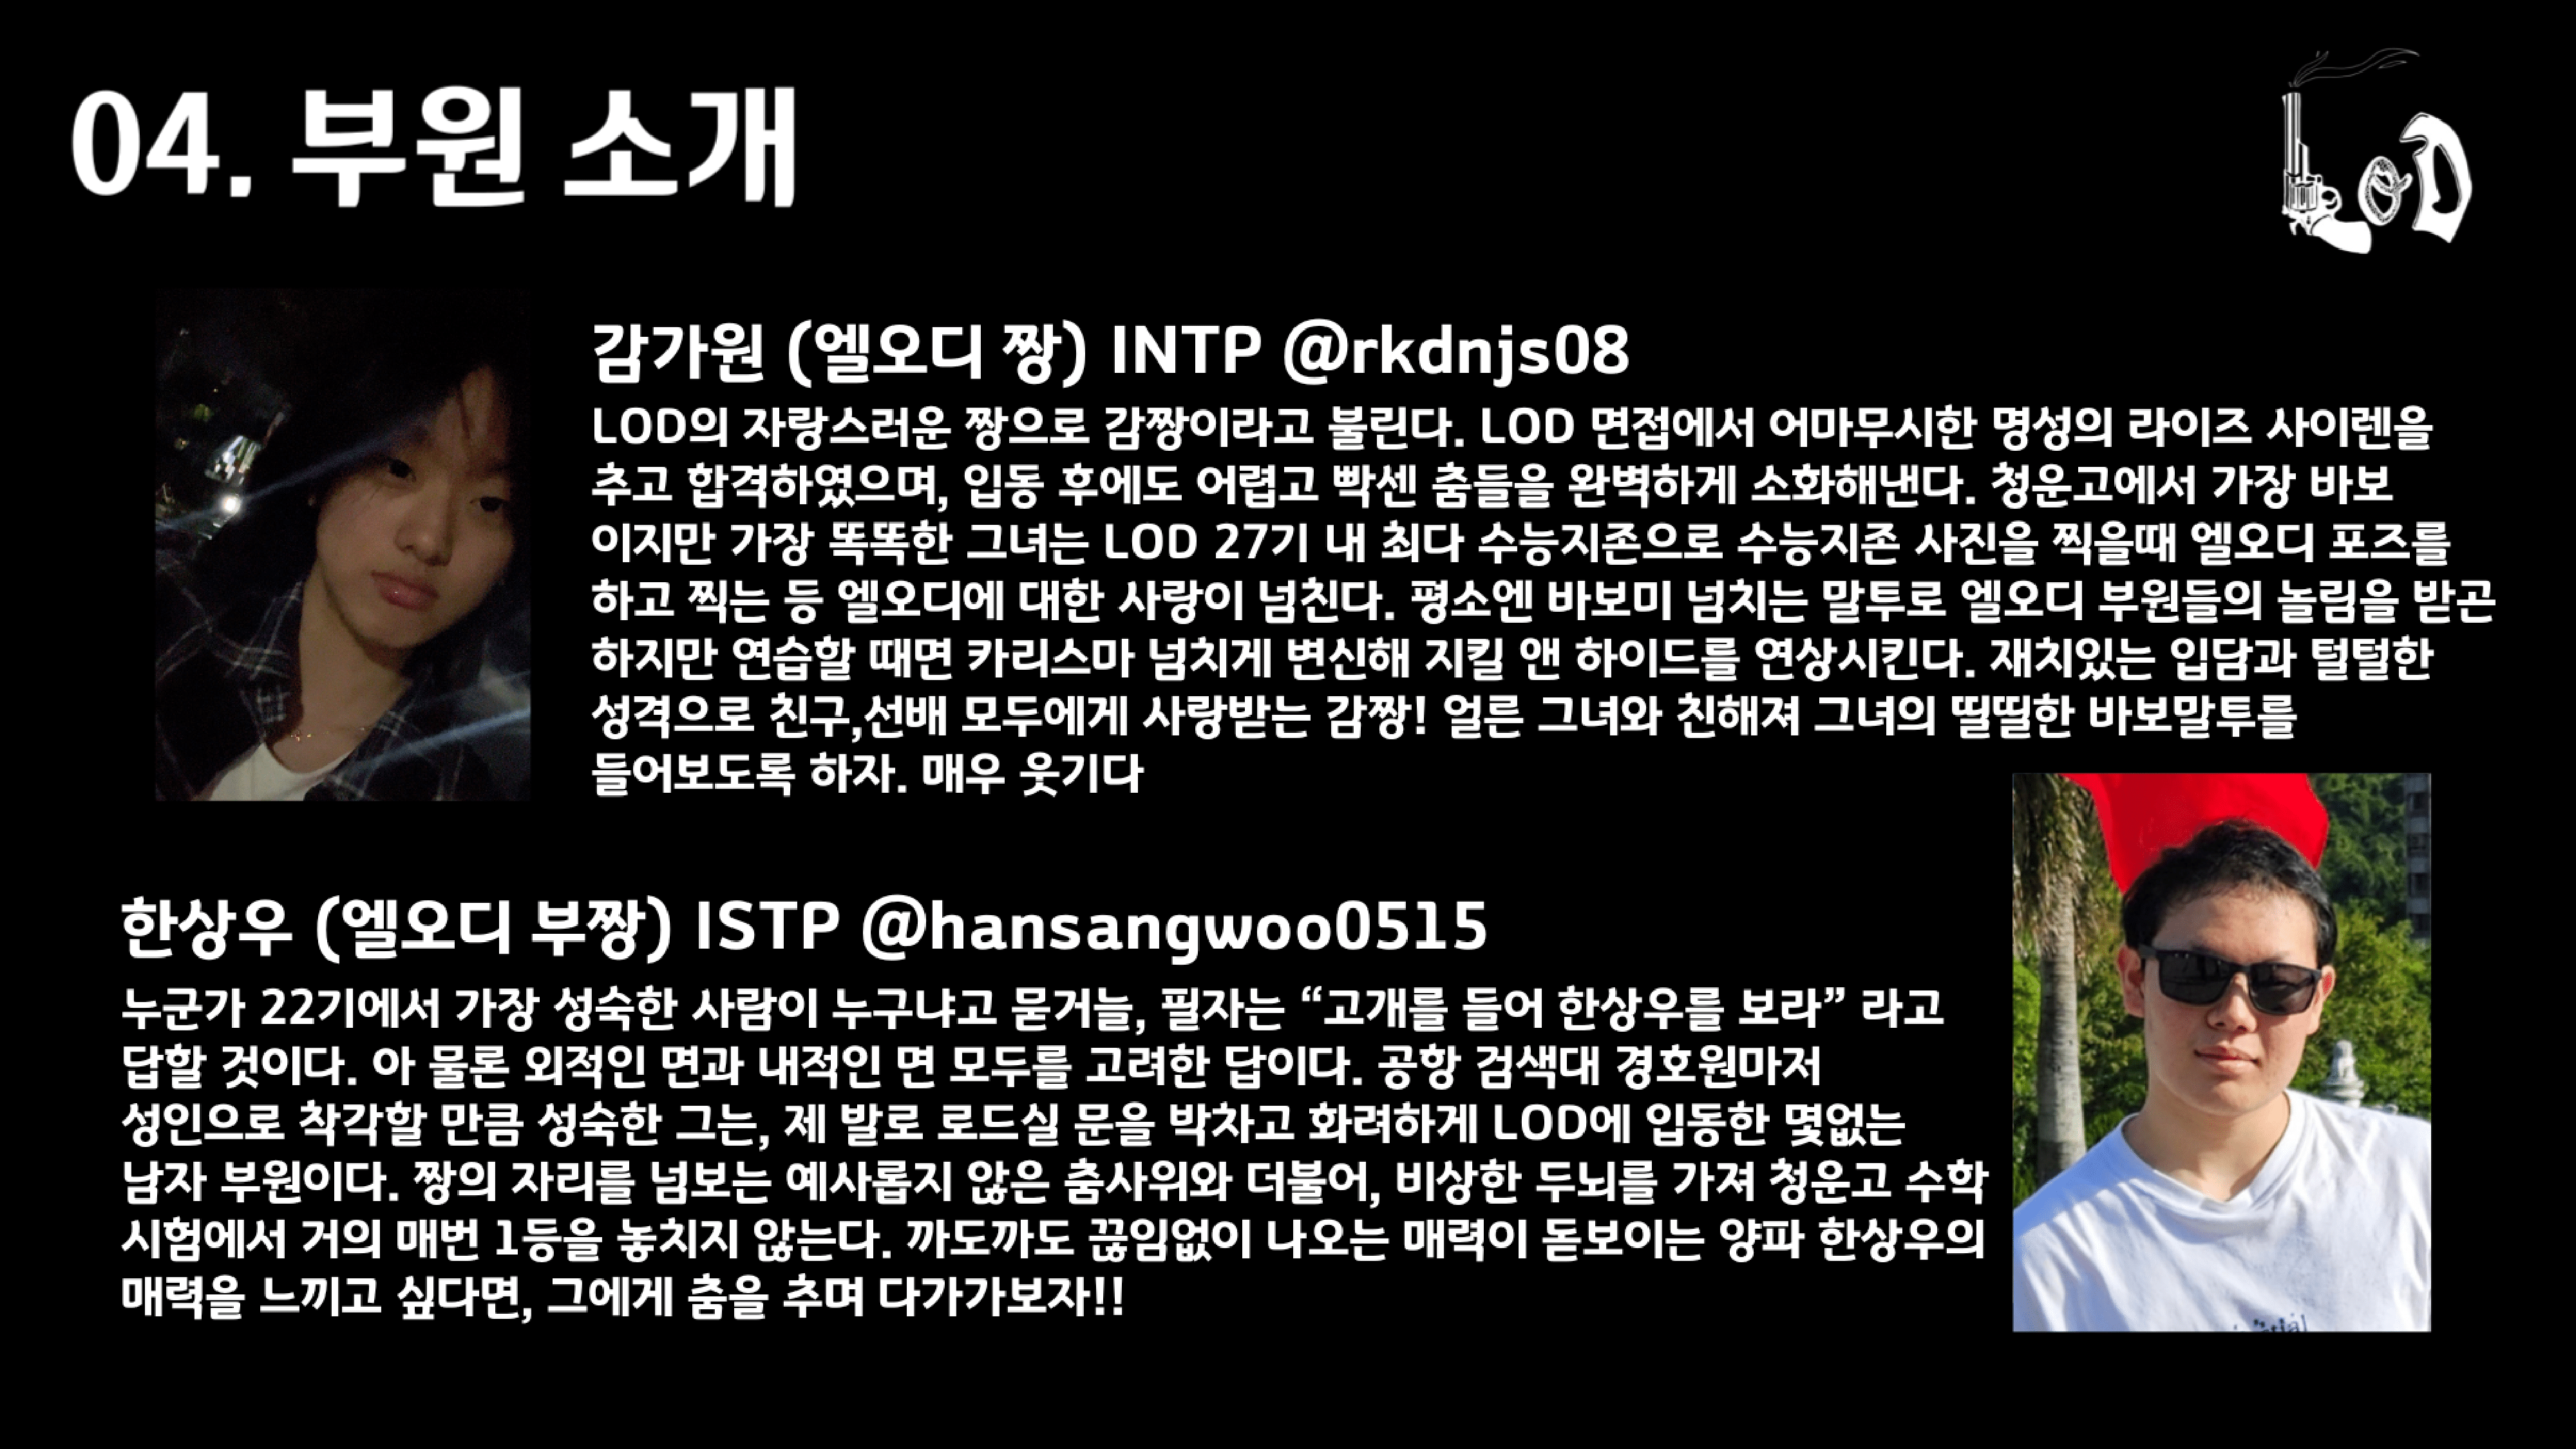 04. 부원 소개
LOD
감가원 (엘오디 짱) INTP @rkdnjs08
LOD의 자랑스러운 짱으로 감짱이라고 불린다. LOD 면접에서 어마무시한 명성의 라이즈 사이렌을
추고 합격하였으며, 입동 후에도 어렵고 빡센 춤들을 완벽하게 소화해낸다. 청운고에서 가장 바보
이지만 가장 똑똑한 그녀는 LOD 27기 내 최다 수능지존으로 수능지존 사진을 찍을때 엘오디 포즈를
하고 찍는 등 엘오디에 대한 사랑이 넘친다. 평소엔 바보미 넘치는 말투로 엘오디 부원들의 놀림을 받곤
하지만 연습할 때면 카리스마 넘치게 변신해 지킬 앤 하이드를 연상시킨다. 재치있는 입담과 털털한
성격으로 친구,선배 모두에게 사랑받는 감짱! 얼른 그녀와 친해져 그녀의 띨띨한 바보말투를
들어보도록 하자. 매우 웃기다
한상우 (엘오디 부짱) ISTP @hansangwoo0515
누군가 22기에서 가장 성숙한 사람이 누구냐고 묻거늘, 필자는 “고개를 들어 한상우를 보라” 라고
답할 것이다. 아 물론 외적인 면과 내적인 면 모두를 고려한 답이다. 공항 검색대 경호원마저
성인으로 착각할 만큼 성숙한 그는, 제 발로 로드실 문을 박차고 화려하게 LOD에 입동한 몇없는
남자 부원이다. 짱의 자리를 넘보는 예사롭지 않은 춤사위와 더불어, 비상한 두뇌를 가져 청운고 수학
시험에서 거의 매번 1등을 놓치지 않는다. 까도까도 끊임없이 나오는 매력이 돋보이는 양파 한상우의
매력을 느끼고 싶다면, 그에게 춤을 추며 다가가보자!!